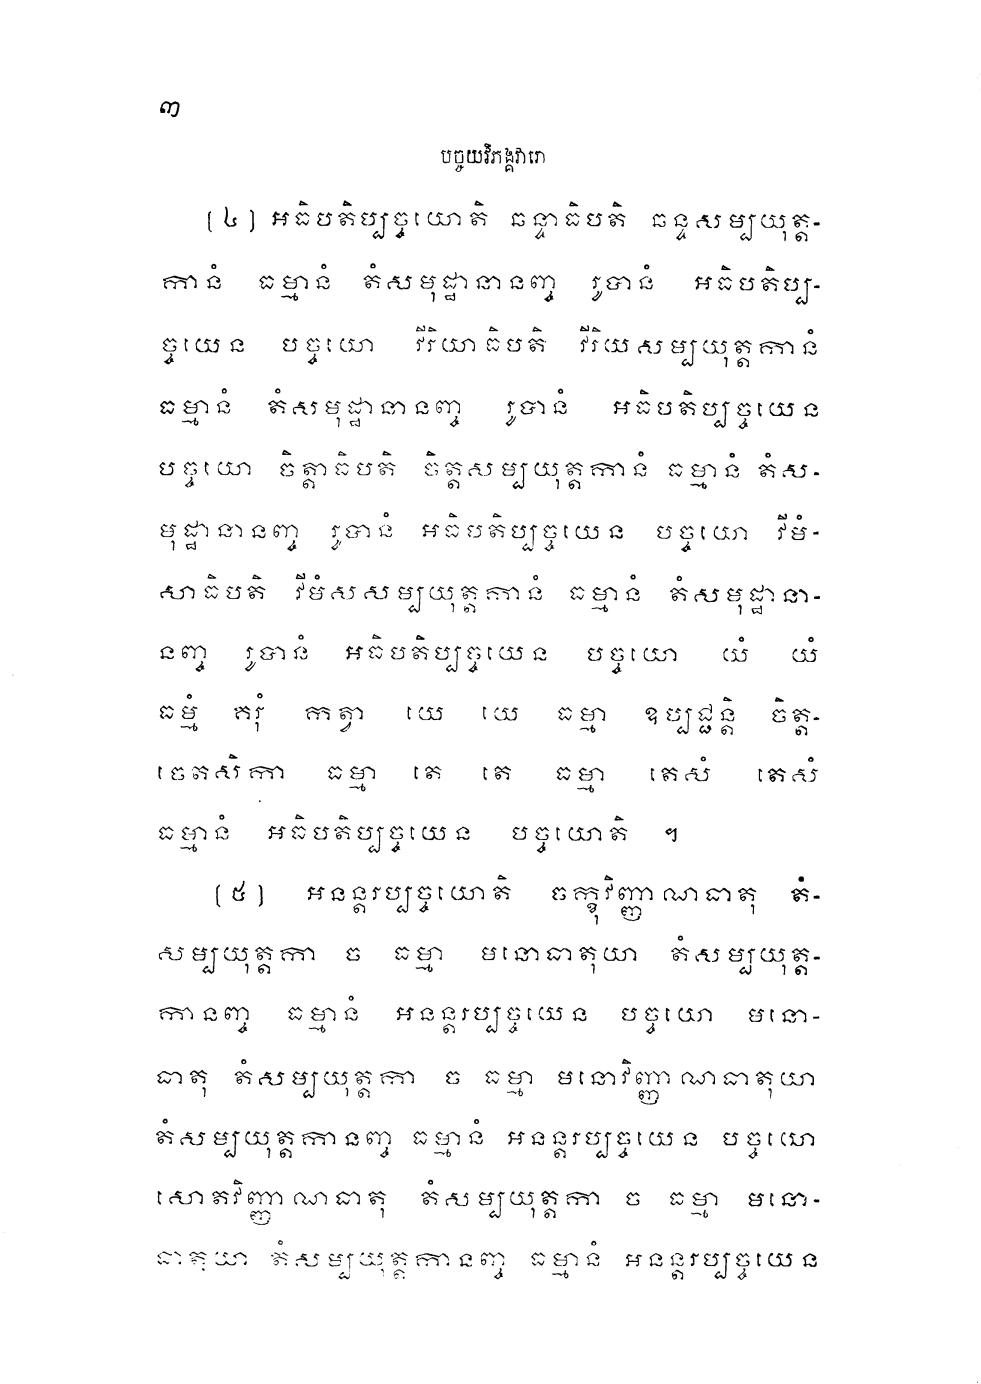 ៣
បច្ចយវិភង្គវារោ
(៤) អធិបតិប្បច្ចយោតិ ឆន្ទាធិបតិ ឆន្ទសម្បយុត្ត-
កានំ ធម្មានំ តំសមុដ្ឋានានញ្ច រូបានំ អធិបតិប្ប-
ច្ចយេន បច្ចយោ វីរិយាធិបតិ វីរិយសម្បយុត្តកានំ
ធម្មានំ តំសមុដ្ឋានានញ្ច រូបានំ អធិបតិប្បច្ចយេន
បច្ចយោ ចិត្តាធិបតិ ចិត្តសម្បយុត្តកានំ ធម្មានំ តំស-
មុដ្ឋានានញ្ច រូបានំ អធិបតិប្បច្ចយេន បច្ចយោ វីមំ-
សាធិបតិ វីមំសសម្បយុត្តកានំ ធម្មានំ តំសមុដ្ឋានា-
នញ្ច រូបានំ អធិបតិប្បច្ចយេន បច្ចយោ យំ យំ
ធម្មំ គរុំ កត្វា យេ យេ ធម្មា ឧប្បជ្ជន្តិ ចិត្ត-
ចេតសិកា ធម្មា តេ តេ ធម្មា តេសំ តេសំ
ធម្មានំ អធិបតិប្បច្ចយេន បច្ចយោតិ ។
(៥) អនន្តរប្បច្ចយោតិ ចក្ខុវិញ្ញាណធាតុ តំ-
សម្បយុត្តកា ច ធម្មា មនោធាតុយា តំសម្បយុត្ត-
កានញ្ច ធម្មានំ អនន្តរប្បច្ចយេន បច្ចយោ មនោ-
ធាតុ តំសម្បយុត្តកា ច ធម្មា មនោវិញ្ញាណធាតុយា
តំសម្បយុត្តកានញ្ច ធម្មានំ អនន្តរប្បច្ចយេន បច្ចយោ
សោតវិញ្ញាណធាតុ តំសម្បយុត្តកា ច ធម្មា មនោ-
ធាតុយា តំសម្បយុត្តកានញ្ច ធម្មានំ អនន្តរប្បច្ចយេន